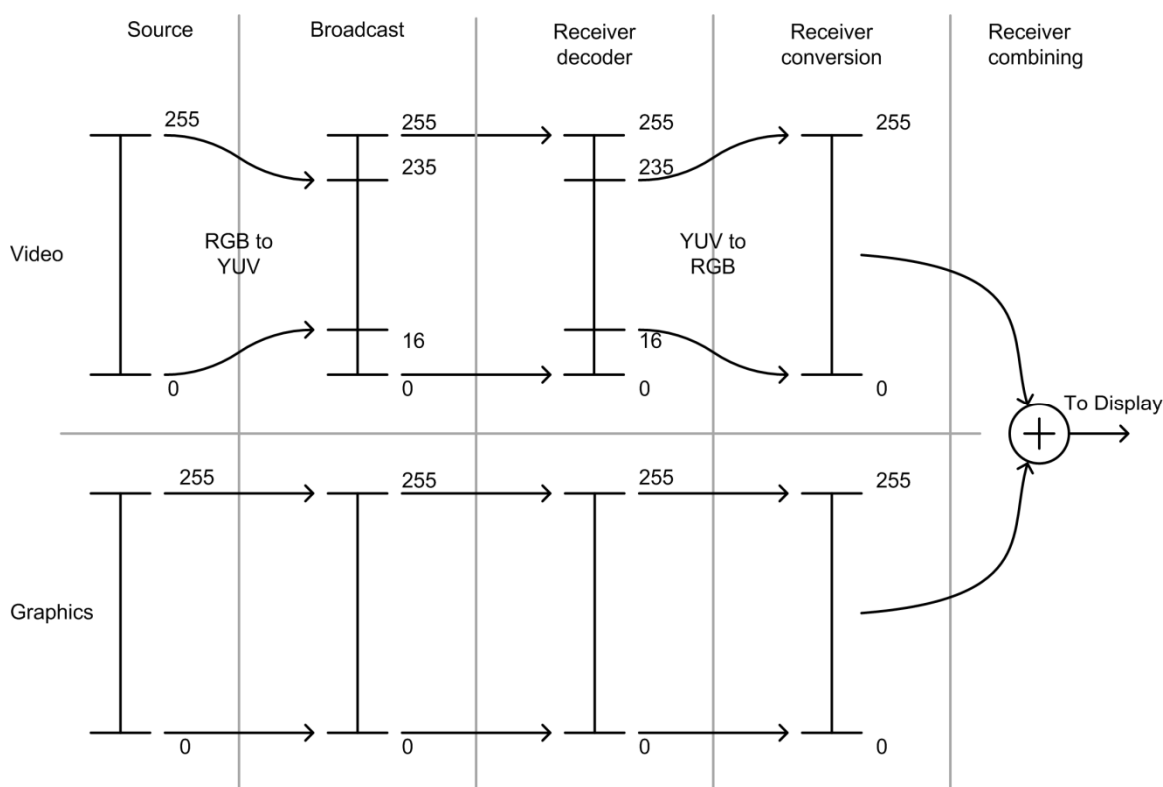 Source
Broadcast
Receiver
decoder
Receiver
conversion
Receiver
combining
255
255
255
255
235
235
Video
RGB to
YUV
YUV to
RGB
16
16
0
0
0
0
To Display
255
255
255
255
Graphics
0
0
0
0